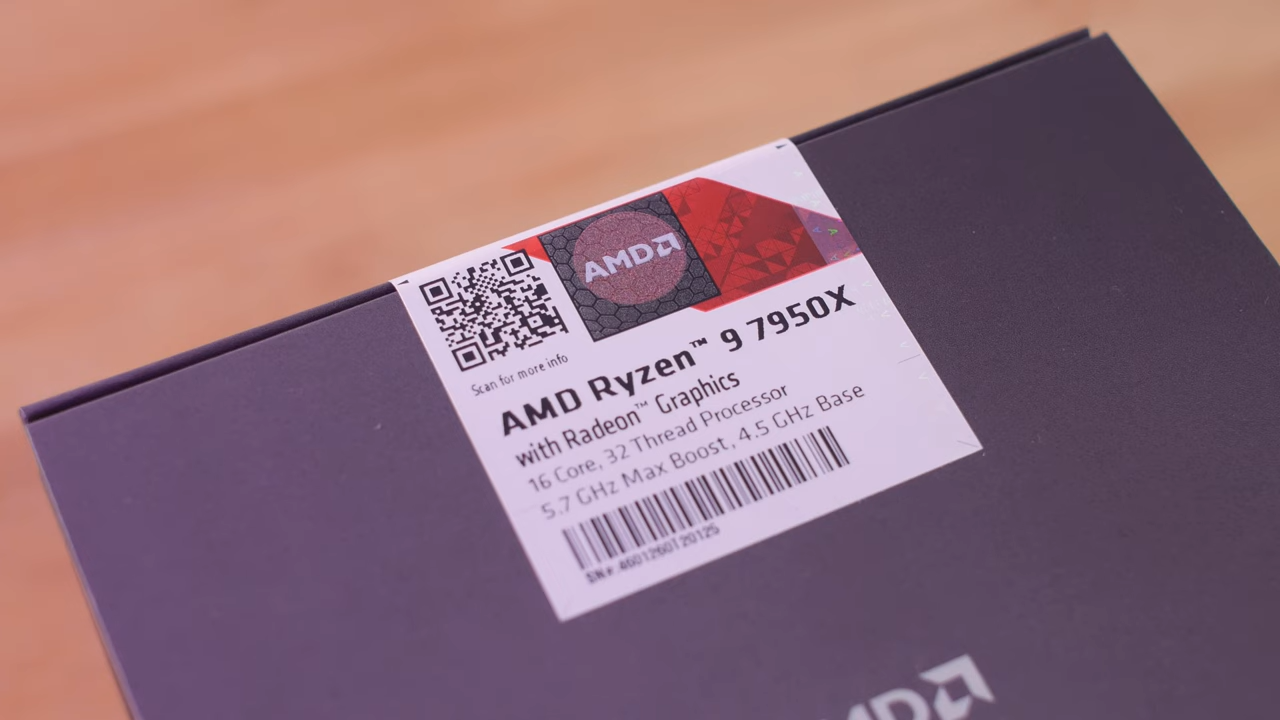 AMD
Scan for more info
AMD Ryzen™ 9 7950X
with Radeon™ Graphics
16 Core, 32 Thread Processor
5.7 GHz Max Boost, 4.5 GHz Base
AMD